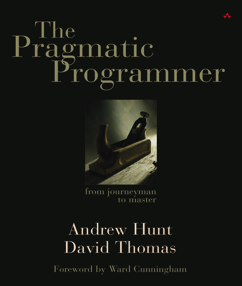 The
Pragmatic
Programmer
from journeyman
to master
Andrew Hunt
David Thomas
Foreword by Ward Cunningham